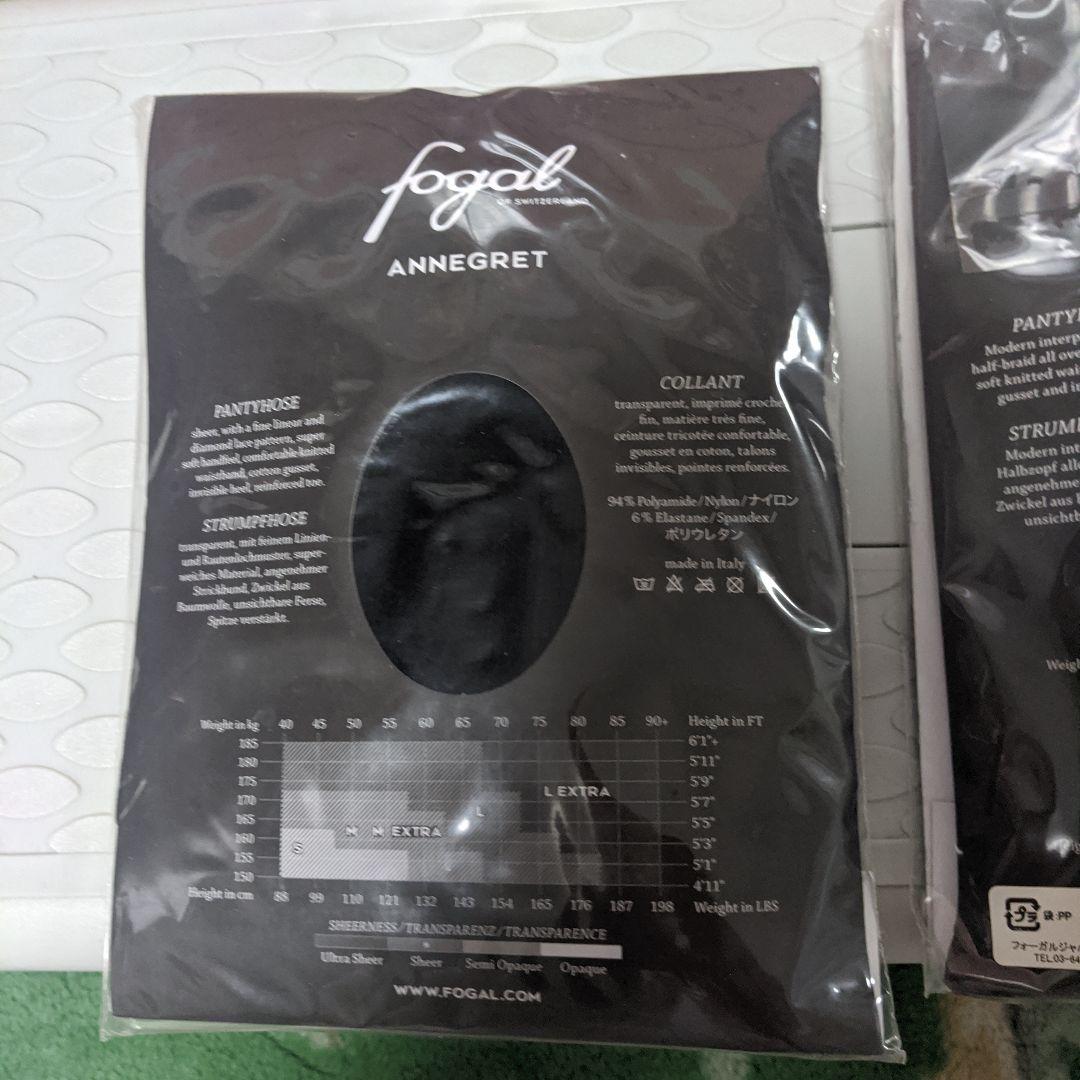 fogal
OF SWITZERLAND
ANNEGRET
PANTYHOSE
sheer, with a fine linear and
diamond lace pattern, super
soft handfeel, comfortable knitted
waistband, cotton gusset,
invisible heel, reinforced toe.
STRUMPFHOSE
transparent, mit feinem Linien-
und Rautenlochmuster, super-
weiches Material, angenehmer
Strickbund, Zwickel aus
Baumwolle, unsichtbare Ferse,
Spitze verstärkt.
COLLANT
transparent, imprimé croche
fin, matière très fine,
ceinture tricotée confortable,
gousset en coton, talons
invisibles, pointes renforcées.
94% Polyamide/Nylon/ナイロン
6% Elastane/Spandex/
ポリウレタン
made in Italy
Weight in kg 40 45 50 55 60 65 70 75 80 85 90+ Height in FT
185 6'1"+
180 5'11"
175 5'9"
170 L EXTRA 5'7"
165 L 5'5"
160 M M EXTRA 5'3"
155 S L 5'1"
150 4'11"
Height in cm 88 99 110 121 132 143 154 165 176 187 198 Weight in LBS
SHEERNESS/TRANSPARENZ/TRANSPARENCE
Ultra Sheer Sheer Semi Opaque Opaque
WWW.FOGAL.COM
PANTY
Modern interp
half-braid all ove
soft knitted wai
gusset and in
STRUM
Modern int
Halbzopf alle
angenehme
Zwickel aus
unsicht
Weigh
プラ 袋:PP
フォーガルジャパ
TEL.03-64